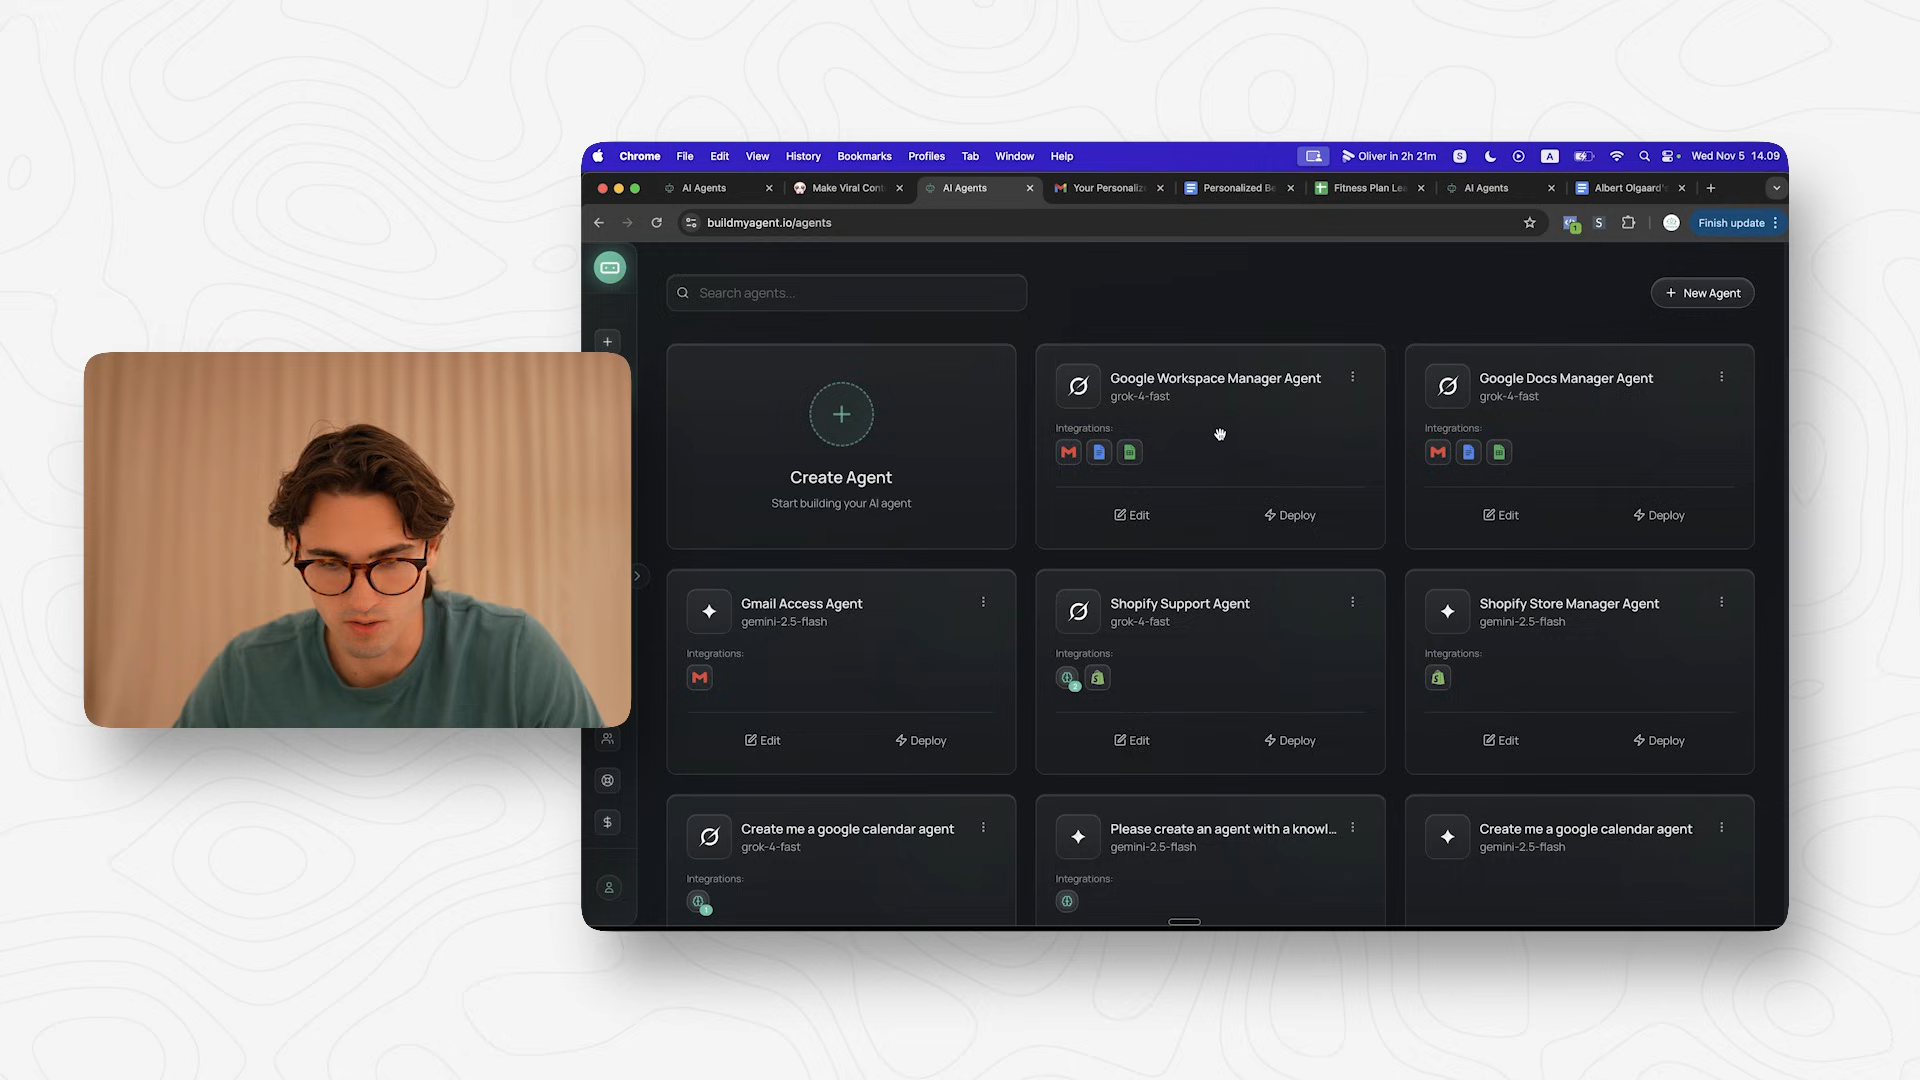 Chrome File Edit View History Bookmarks Profiles Tab Window Help Oliver in 2h 21m S A Wed Nov 5 14.09
AI Agents Make Viral Cont AI Agents Your Personaliz Personalized Be Fitness Plan Lea AI Agents Albert Olgaard's
buildmyagent.io/agents 1 S Finish update
Search agents...
New Agent
Create Agent
Start building your AI agent
Google Workspace Manager Agent
grok-4-fast
Integrations:
Edit Deploy
Google Docs Manager Agent
grok-4-fast
Integrations:
Edit Deploy
Gmail Access Agent
gemini-2.5-flash
Integrations:
Edit Deploy
Shopify Support Agent
grok-4-fast
Integrations:
2
Edit Deploy
Shopify Store Manager Agent
gemini-2.5-flash
Integrations:
Edit Deploy
Create me a google calendar agent
grok-4-fast
Integrations:
1
Please create an agent with a knowl...
gemini-2.5-flash
Integrations:
Create me a google calendar agent
gemini-2.5-flash